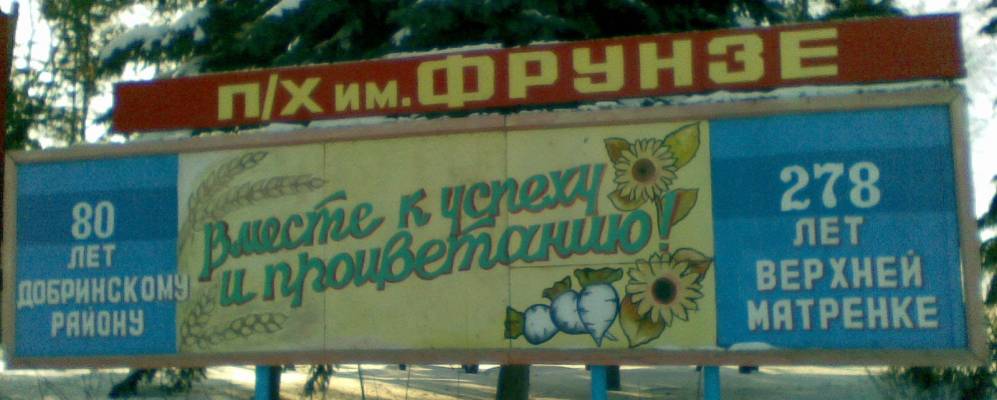 П/Х ИМ. ФРУНЗЕ
80
ЛЕТ
ДОБРИНСКОМУ
РАЙОНУ
Вместе к успеху
и процветанию!
278
ЛЕТ
ВЕРХНЕЙ
МАТРЕНКЕ